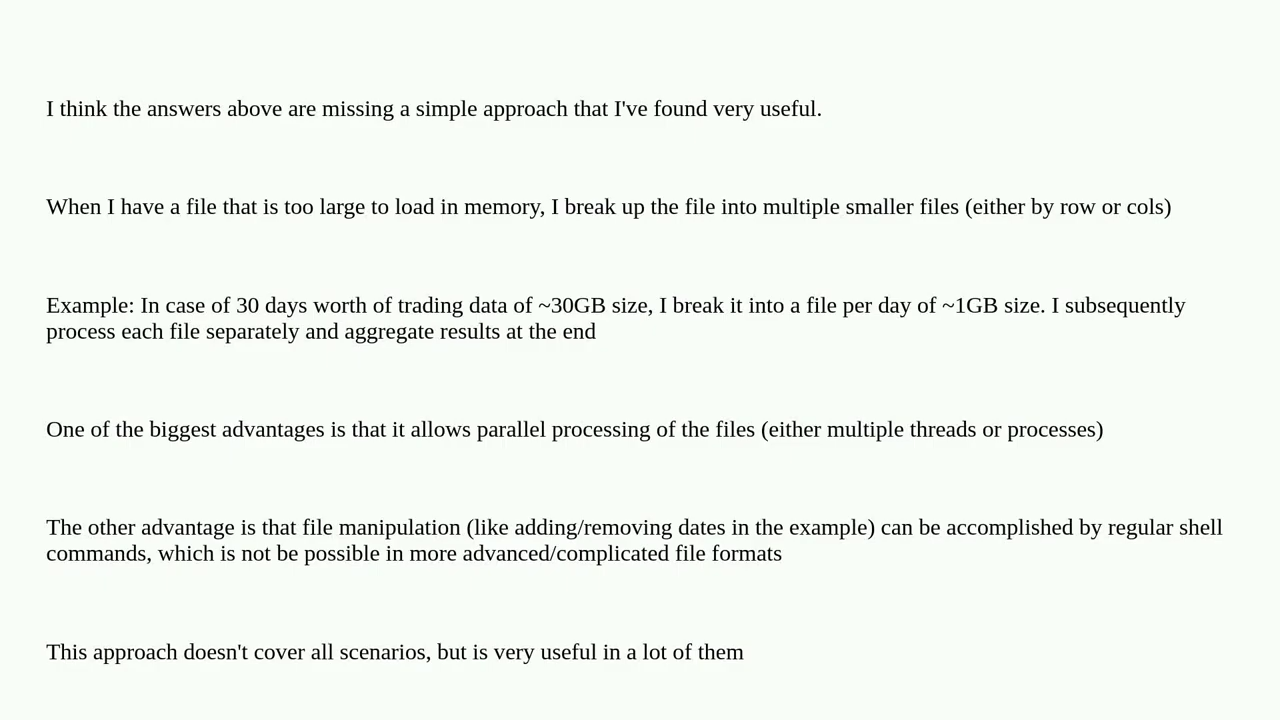 I think the answers above are missing a simple approach that I've found very useful.
When I have a file that is too large to load in memory, I break up the file into multiple smaller files (either by row or cols)
Example: In case of 30 days worth of trading data of ~30GB size, I break it into a file per day of ~1GB size. I subsequently
process each file separately and aggregate results at the end
One of the biggest advantages is that it allows parallel processing of the files (either multiple threads or processes)
The other advantage is that file manipulation (like adding/removing dates in the example) can be accomplished by regular shell
commands, which is not be possible in more advanced/complicated file formats
This approach doesn't cover all scenarios, but is very useful in a lot of them